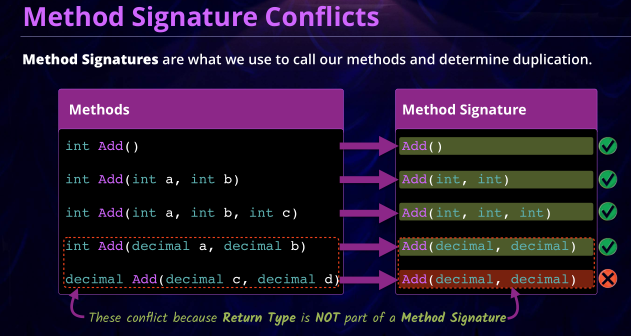 Method Signature Conflicts
Method Signatures are what we use to call our methods and determine duplication.
Methods Method Signature
int Add() Add()
int Add(int a, int b) Add(int, int)
int Add(int a, int b, int c) Add(int, int, int)
int Add(decimal a, decimal b) Add(decimal, decimal)
decimal Add(decimal c, decimal d) Add(decimal, decimal)
These conflict because Return Type is NOT part of a Method Signature